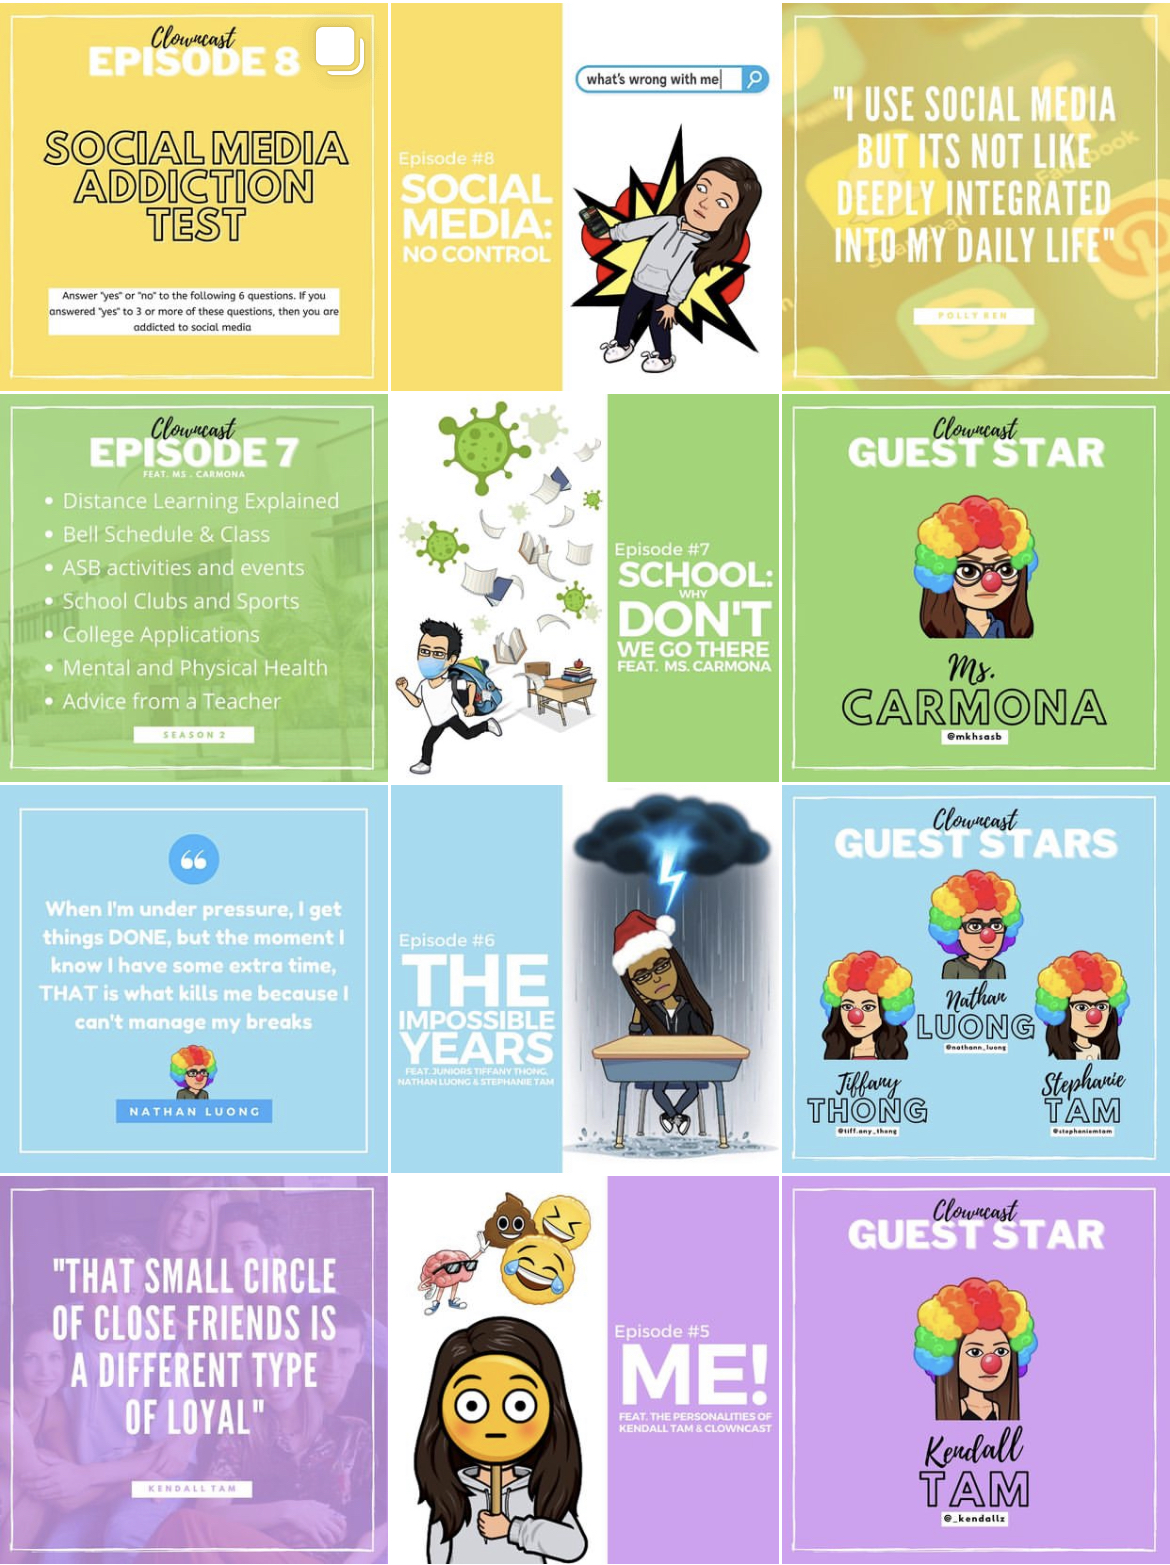 Clowncast
EPISODE 8
SOCIAL MEDIA
ADDICTION
TEST
Answer "yes" or "no" to the following 6 questions. If you
answered "yes" to 3 or more of these questions, then you are
addicted to social media
what's wrong with me
Episode #8
SOCIAL
MEDIA:
NO CONTROL
"I USE SOCIAL MEDIA
BUT ITS NOT LIKE
DEEPLY INTEGRATED
INTO MY DAILY LIFE"
POLLY REN
Facebook
Snapchat
Clowncast
EPISODE 7
FEAT. MS. CARMONA
• Distance Learning Explained
• Bell Schedule & Class
• ASB activities and events
• School Clubs and Sports
• College Applications
• Mental and Physical Health
• Advice from a Teacher
SEASON 2
Episode #7
SCHOOL:
WHY
DON'T
WE GO THERE
FEAT. MS. CARMONA
Clowncast
GUEST STAR
Ms.
CARMONA
@mkhsasb
When I'm under pressure, I get
things DONE, but the moment I
know I have some extra time,
THAT is what kills me because I
can't manage my breaks
NATHAN LUONG
Episode #6
THE
IMPOSSIBLE
YEARS
FEAT. JUNIORS TIFFANY THONG,
NATHAN LUONG & STEPHANIE TAM
Clowncast
GUEST STARS
Nathan
LUONG
@nathann_luong
Tiffany
THONG
@tiff.any_thong
Stephanie
TAM
@stephaniemtam
"THAT SMALL CIRCLE
OF CLOSE FRIENDS IS
A DIFFERENT TYPE
OF LOYAL"
KENDALL TAM
Episode #5
ME!
FEAT. THE PERSONALITIES OF
KENDALL TAM & CLOWNCAST
Clowncast
GUEST STAR
Kendall
TAM
@_kendallz